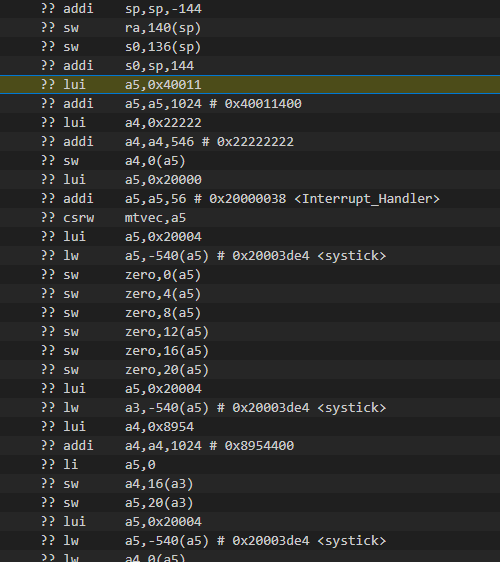 ?? addi sp,sp,-144
?? sw ra,140(sp)
?? sw s0,136(sp)
?? addi s0,sp,144
?? lui a5,0x40011
?? addi a5,a5,1024 # 0x40011400
?? lui a4,0x22222
?? addi a4,a4,546 # 0x22222222
?? sw a4,0(a5)
?? lui a5,0x20000
?? addi a5,a5,56 # 0x20000038 <Interrupt_Handler>
?? csrw mtvec,a5
?? lui a5,0x20004
?? lw a5,-540(a5) # 0x20003de4 <systick>
?? sw zero,0(a5)
?? sw zero,4(a5)
?? sw zero,8(a5)
?? sw zero,12(a5)
?? sw zero,16(a5)
?? sw zero,20(a5)
?? lui a5,0x20004
?? lw a3,-540(a5) # 0x20003de4 <systick>
?? lui a4,0x8954
?? addi a4,a4,1024 # 0x8954400
?? li a5,0
?? sw a4,16(a3)
?? sw a5,20(a3)
?? lui a5,0x20004
?? lw a5,-540(a5) # 0x20003de4 <systick>
?? lw a4,0(a5)